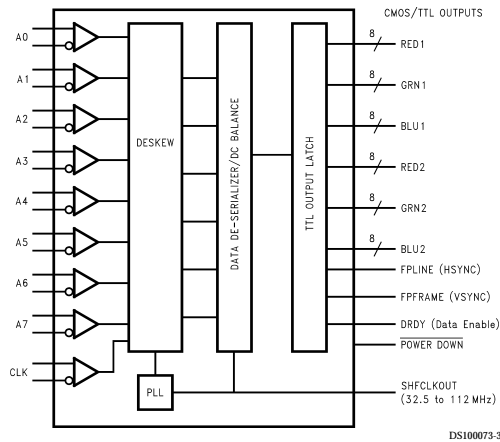 CMOS/TTL OUTPUTS
A0
A1
A2
A3
A4
A5
A6
A7
CLK
DESKEW
PLL
DATA DE-SERIALIZER/DC BALANCE
TTL OUTPUT LATCH
8
RED1
8
GRN1
8
BLU1
8
RED2
8
GRN2
8
BLU2
FPLINE (HSYNC)
FPFRAME (VSYNC)
DRDY (Data Enable)
POWER DOWN
SHFCLKOUT
(32.5 to 112 MHz)
DS100073-3